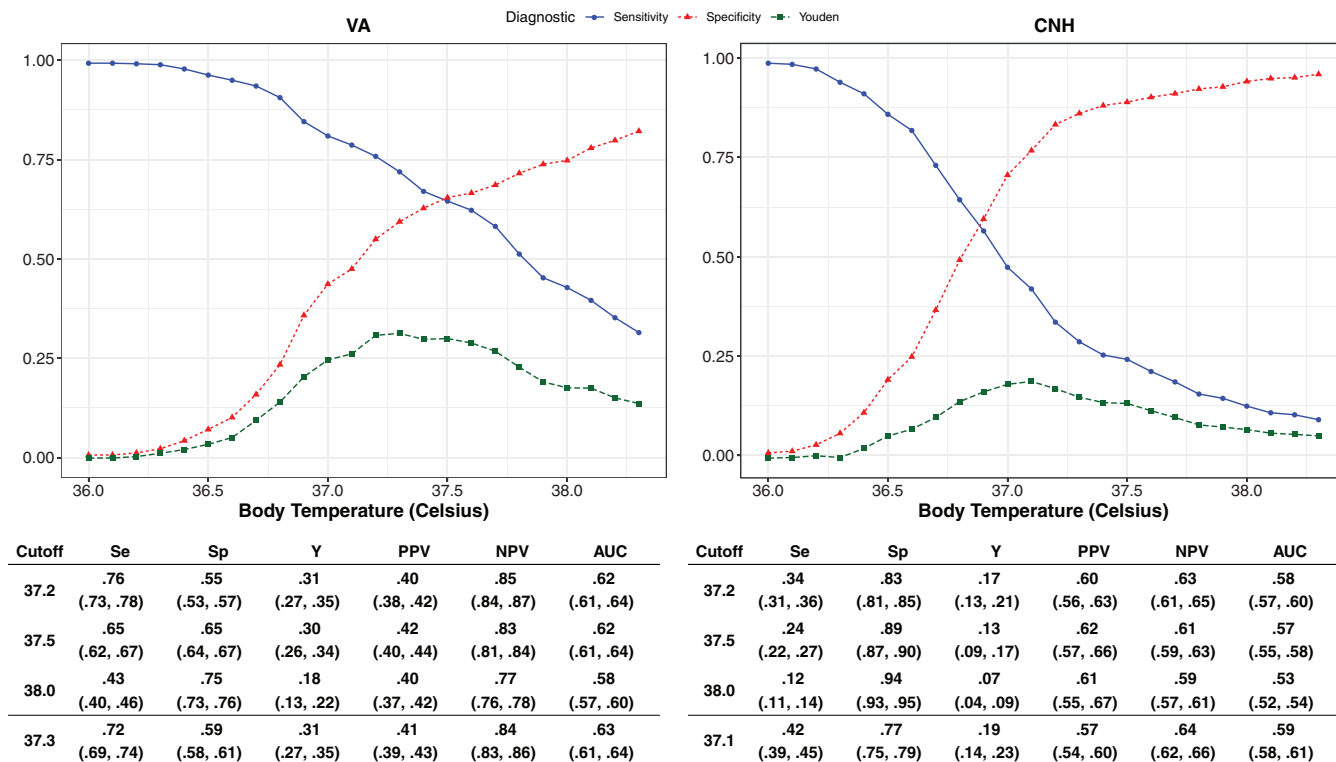 Diagnostic Sensitivity Specificity Youden
VA
1.00
0.75
0.50
0.25
0.00
36.0 36.5 37.0 37.5 38.0
Body Temperature (Celsius)
Cutoff Se Sp Y PPV NPV AUC
37.2 .76 .55 .31 .40 .85 .62
(.73, .78) (.53, .57) (.27, .35) (.38, .42) (.84, .87) (.61, .64)
37.5 .65 .65 .30 .42 .83 .62
(.62, .67) (.64, .67) (.26, .34) (.40, .44) (.81, .84) (.61, .64)
38.0 .43 .75 .18 .40 .77 .58
(.40, .46) (.73, .76) (.13, .22) (.37, .42) (.76, .78) (.57, .60)
37.3 .72 .59 .31 .41 .84 .63
(.69, .74) (.58, .61) (.27, .35) (.39, .43) (.83, .86) (.61, .64)
CNH
1.00
0.75
0.50
0.25
0.00
36.0 36.5 37.0 37.5 38.0
Body Temperature (Celsius)
Cutoff Se Sp Y PPV NPV AUC
37.2 .34 .83 .17 .60 .63 .58
(.31, .36) (.81, .85) (.13, .21) (.56, .63) (.61, .65) (.57, .60)
37.5 .24 .89 .13 .62 .61 .57
(.22, .27) (.87, .90) (.09, .17) (.57, .66) (.59, .63) (.55, .58)
38.0 .12 .94 .07 .61 .59 .53
(.11, .14) (.93, .95) (.04, .09) (.55, .67) (.57, .61) (.52, .54)
37.1 .42 .77 .19 .57 .64 .59
(.39, .45) (.75, .79) (.14, .23) (.54, .60) (.62, .66) (.58, .61)